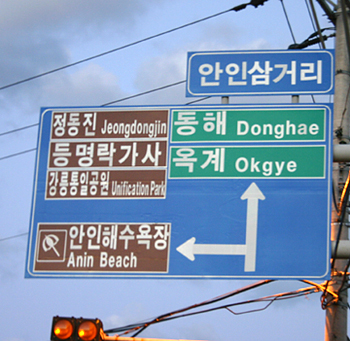 안인삼거리
정동진 Jeongdongjin
등명락가사
강릉통일공원 Unification Park
동해 Donghae
옥계 Okgye
안인해수욕장
Anin Beach